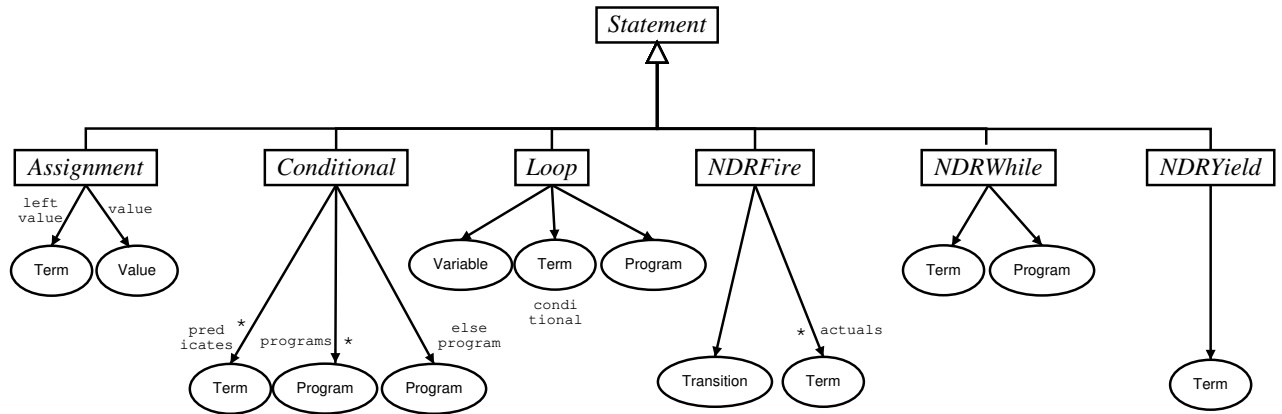 Statement
Assignment
Conditional
Loop
NDRFire
NDRWhile
NDRYield
left
value
value
Term
Value
Variable
Term
Program
condi
tional
Term
Program
pred
icates
*
programs
*
else
program
*
actuals
Term
Program
Program
Transition
Term
Term